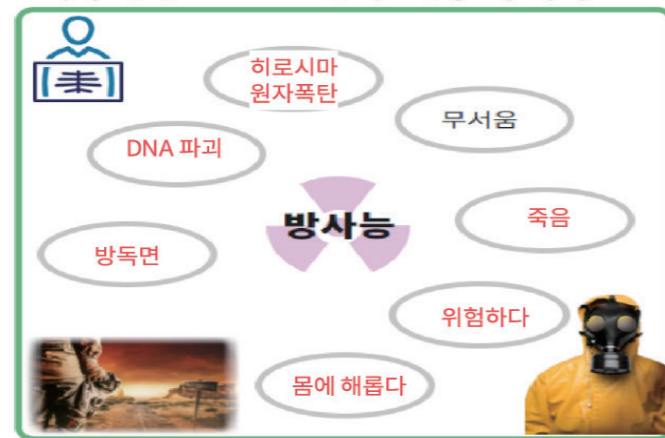 히로시마
원자폭탄
무서움
DNA 파괴
방사능
죽음
방독면
위험하다
몸에 해롭다